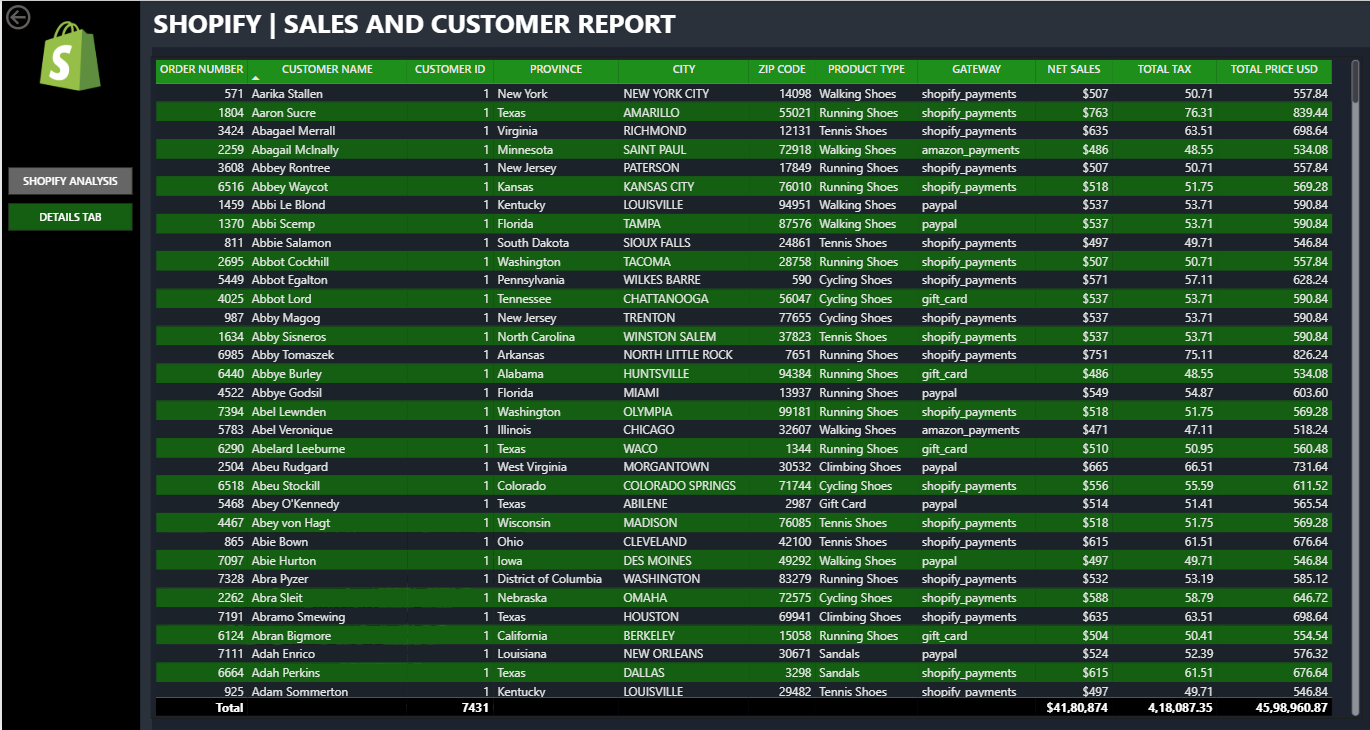 SHOPIFY | SALES AND CUSTOMER REPORT
S
SHOPIFY ANALYSIS
DETAILS TAB
ORDER NUMBER CUSTOMER NAME CUSTOMER ID PROVINCE CITY ZIP CODE PRODUCT TYPE GATEWAY NET SALES TOTAL TAX TOTAL PRICE USD
571 Aarika Stallen 1 New York NEW YORK CITY 14098 Walking Shoes shopify_payments $507 50.71 557.84
1804 Aaron Sucre 1 Texas AMARILLO 55021 Running Shoes shopify_payments $763 76.31 839.44
3424 Abagael Merrall 1 Virginia RICHMOND 12131 Tennis Shoes shopify_payments $635 63.51 698.64
2259 Abagail McInally 1 Minnesota SAINT PAUL 72918 Walking Shoes amazon_payments $486 48.55 534.08
3608 Abbey Rontree 1 New Jersey PATERSON 17849 Running Shoes shopify_payments $507 50.71 557.84
6516 Abbey Waycot 1 Kansas KANSAS CITY 76010 Running Shoes shopify_payments $518 51.75 569.28
1459 Abbi Le Blond 1 Kentucky LOUISVILLE 94951 Walking Shoes paypal $537 53.71 590.84
1370 Abbi Scemp 1 Florida TAMPA 87576 Walking Shoes paypal $537 53.71 590.84
811 Abbie Salamon 1 South Dakota SIOUX FALLS 24861 Tennis Shoes shopify_payments $497 49.71 546.84
2695 Abbot Cockhill 1 Washington TACOMA 28758 Running Shoes shopify_payments $507 50.71 557.84
5449 Abbot Egalton 1 Pennsylvania WILKES BARRE 590 Cycling Shoes shopify_payments $571 57.11 628.24
4025 Abbot Lord 1 Tennessee CHATTANOOGA 56047 Cycling Shoes gift_card $537 53.71 590.84
987 Abby Magog 1 New Jersey TRENTON 77655 Cycling Shoes shopify_payments $537 53.71 590.84
1634 Abby Sisneros 1 North Carolina WINSTON SALEM 37823 Tennis Shoes shopify_payments $537 53.71 590.84
6985 Abby Tomaszek 1 Arkansas NORTH LITTLE ROCK 7651 Running Shoes shopify_payments $751 75.11 826.24
6440 Abbye Burley 1 Alabama HUNTSVILLE 94384 Running Shoes gift_card $486 48.55 534.08
4522 Abbye Godsil 1 Florida MIAMI 13937 Running Shoes paypal $549 54.87 603.60
7394 Abel Lewnden 1 Washington OLYMPIA 99181 Running Shoes shopify_payments $518 51.75 569.28
5783 Abel Veronique 1 Illinois CHICAGO 32607 Walking Shoes amazon_payments $471 47.11 518.24
6290 Abelard Leeburne 1 Texas WACO 1344 Running Shoes gift_card $510 50.95 560.48
2504 Abeu Rudgard 1 West Virginia MORGANTOWN 30532 Climbing Shoes paypal $665 66.51 731.64
6518 Abeu Stockill 1 Colorado COLORADO SPRINGS 71744 Cycling Shoes shopify_payments $556 55.59 611.52
5468 Abey O'Kennedy 1 Texas ABILENE 2987 Gift Card paypal $514 51.41 565.54
4467 Abey von Hagt 1 Wisconsin MADISON 76085 Tennis Shoes shopify_payments $518 51.75 569.28
865 Abie Bown 1 Ohio CLEVELAND 42100 Tennis Shoes shopify_payments $615 61.51 676.64
7097 Abie Hurton 1 Iowa DES MOINES 49292 Walking Shoes paypal $497 49.71 546.84
7328 Abra Pyzer 1 District of Columbia WASHINGTON 83279 Running Shoes shopify_payments $532 53.19 585.12
2262 Abra Sleit 1 Nebraska OMAHA 72575 Cycling Shoes shopify_payments $588 58.79 646.72
7191 Abramo Smewing 1 Texas HOUSTON 69941 Climbing Shoes shopify_payments $635 63.51 698.64
6124 Abran Bigmore 1 California BERKELEY 15058 Running Shoes gift_card $504 50.41 554.54
7111 Adah Enrico 1 Louisiana NEW ORLEANS 30671 Sandals paypal $524 52.39 576.32
6664 Adah Perkins 1 Texas DALLAS 3298 Sandals shopify_payments $615 61.51 676.64
925 Adam Sommerton 1 Kentucky LOUISVILLE 29482 Tennis Shoes shopify_payments $497 49.71 546.84
Total 7431 $41,80,874 4,18,087.35 45,98,960.87